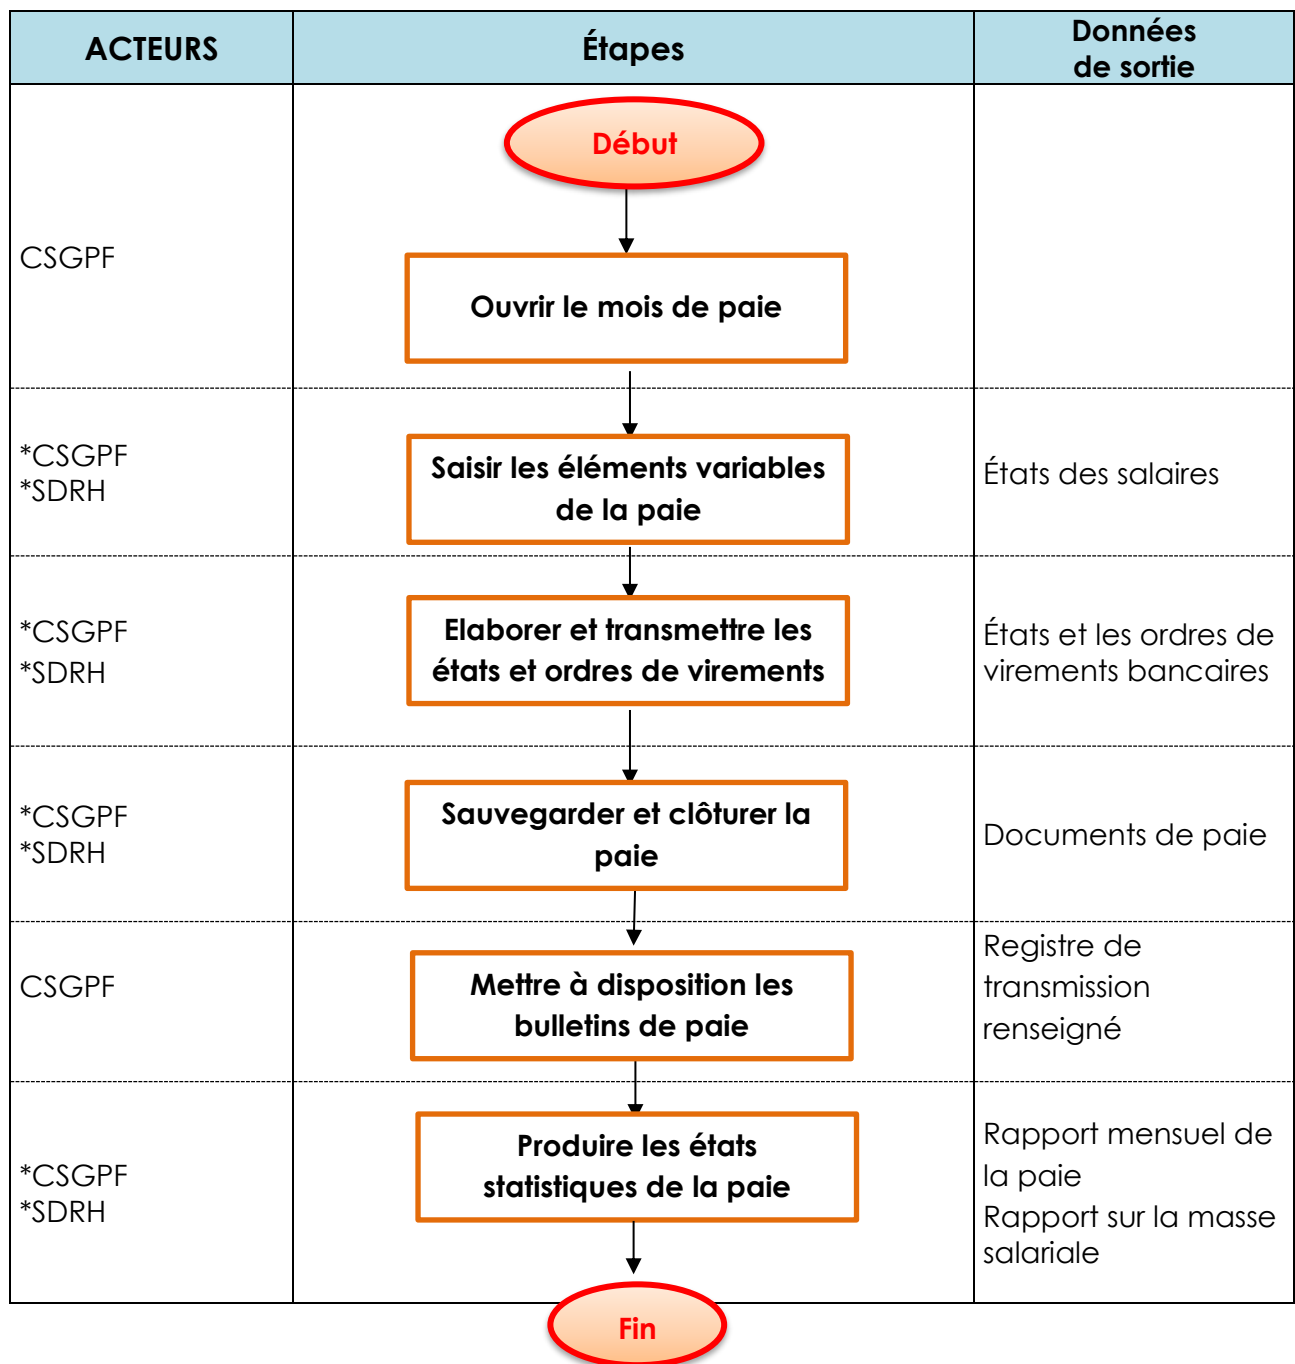 ACTEURS
Étapes
Données
de sortie
Début
CSGPF
Ouvrir le mois de paie
*CSGPF
*SDRH
Saisir les éléments variables
de la paie
États des salaires
*CSGPF
*SDRH
Elaborer et transmettre les
états et ordres de virements
États et les ordres de
virements bancaires
*CSGPF
*SDRH
Sauvegarder et clôturer la
paie
Documents de paie
CSGPF
Mettre à disposition les
bulletins de paie
Registre de
transmission
renseigné
*CSGPF
*SDRH
Produire les états
statistiques de la paie
Rapport mensuel de
la paie
Rapport sur la masse
salariale
Fin